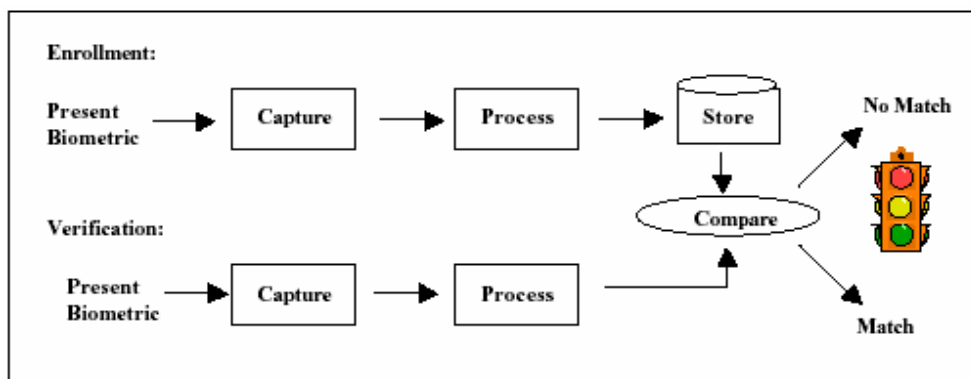 Enrollment:
Present
Biometric
Capture
Process
Store
No Match
Compare
Verification:
Present
Biometric
Capture
Process
Match